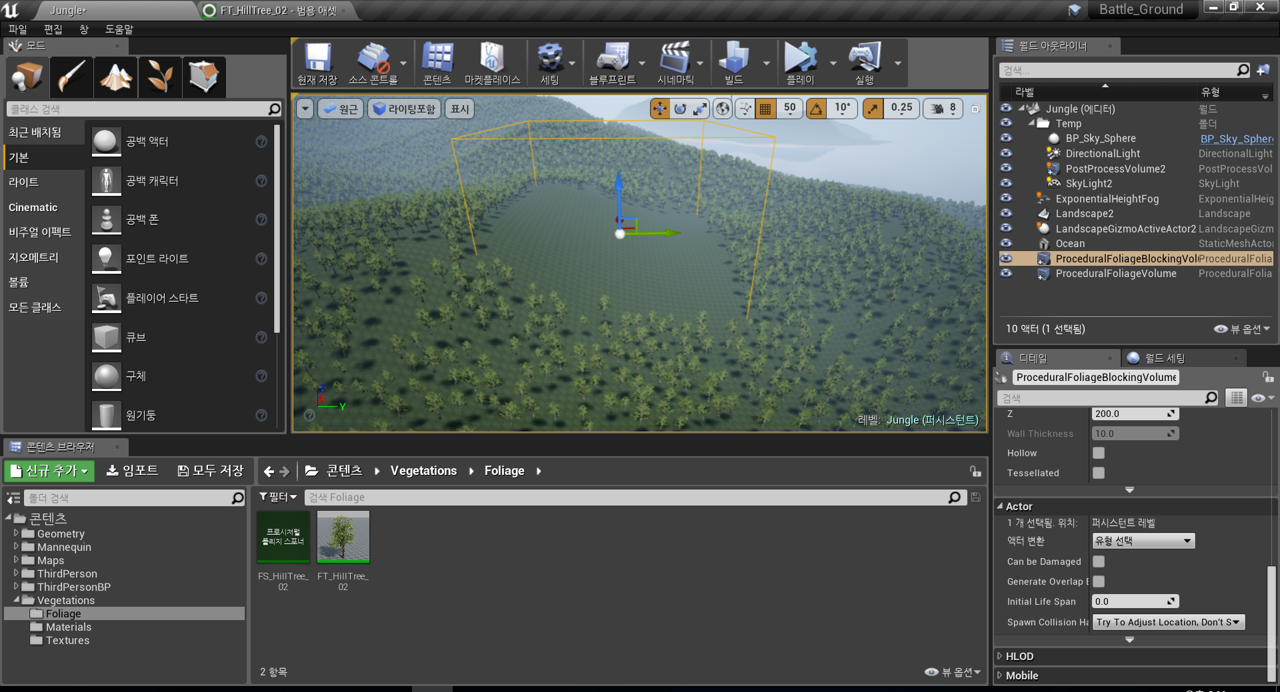 Jungle•
FT_HillTree_02 - 범용 애셋*
Battle_Ground
파일 편집 창 도움말
모드
클래스 검색
최근 배치됨
기본
라이트
Cinematic
비주얼 이펙트
지오메트리
볼륨
모든 클래스
공백 액터
공백 캐릭터
공백 폰
포인트 라이트
플레이어 스타트
큐브
구체
원기둥
현재 저장 소스 콘트롤 콘텐츠 마켓플레이스 세팅 블루프린트 시네마틱 빌드 플레이 실행
원근 라이팅포함 표시 50 10° 0.25 8
Z
Y
레벨: Jungle (퍼시스턴트)
월드 아웃라이너
검색...
라벨 유형
Jungle (에디터) 월드
Temp 폴더
BP_Sky_Sphere BP_Sky_Sphere
DirectionalLight DirectionalLight
PostProcessVolume2 PostProcessV
SkyLight2 SkyLight
ExponentialHeightFog ExponentialHeig
Landscape2 Landscape
LandscapeGizmoActiveActor2 LandscapeGizm
Ocean StaticMeshActo
ProceduralFoliageBlockingVolu ProceduralFolia
ProceduralFoliageVolume ProceduralFolia
10 액터 (1 선택됨) 뷰 옵션
디테일 월드 세팅
ProceduralFoliageBlockingVolume
검색
Z 200.0
Wall Thickness 10.0
Hollow
Tessellated
Actor
1 개 선택됨. 위치: 퍼시스턴트 레벨
액터 변환 유형 선택
Can be Damaged
Generate Overlap E
Initial Life Span 0.0
Spawn Collision Ha Try To Adjust Location, Don't S
HLOD
Mobile
콘텐츠 브라우저
신규 추가 임포트 모두 저장 콘텐츠 Vegetations Foliage
폴더 검색
필터 검색 Foliage
콘텐츠
Geometry
Mannequin
Maps
ThirdPerson
ThirdPersonBP
Vegetations
Foliage
Materials
Textures
프로시저럴
폴리지 스포너
FS_HillTree_
02
FT_HillTree_
02
2 항목 뷰 옵션